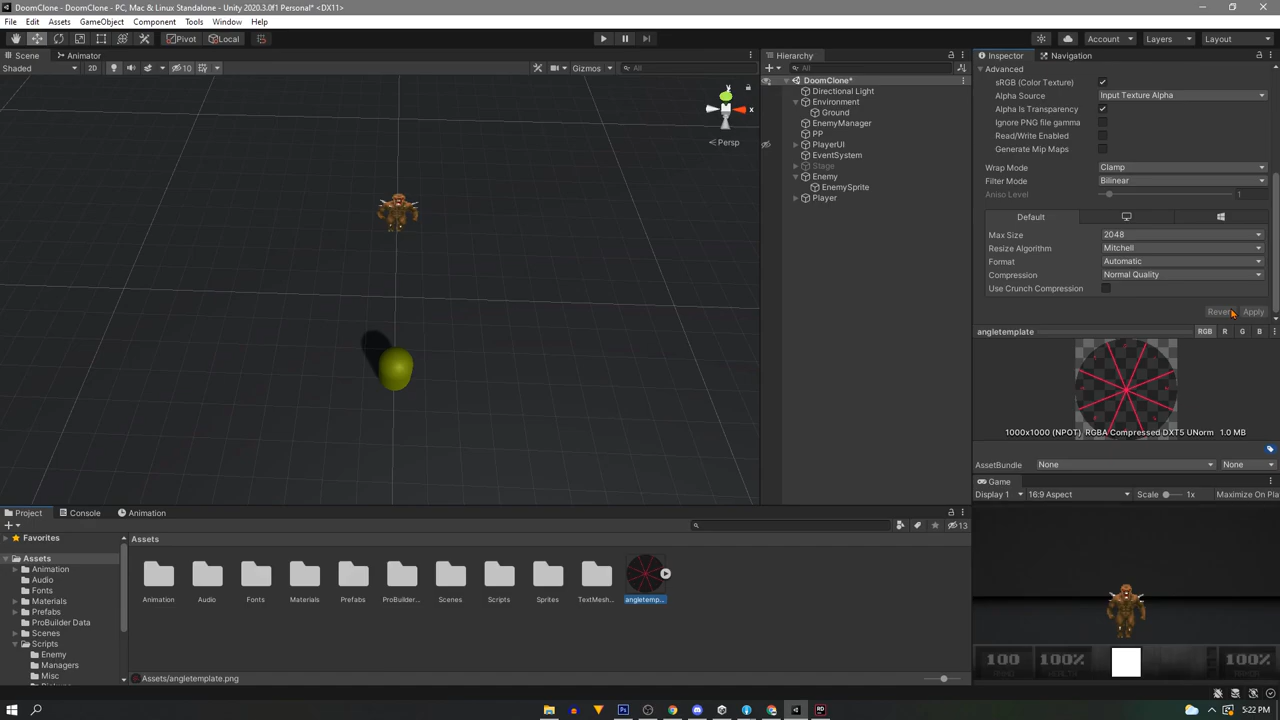 DoomClone - DoomClone - PC, Mac & Linux Standalone - Unity 2020.3.0f1 Personal* <DX11>
File Edit Assets GameObject Component Tools Window Help
Pivot Local Account Layers Layout
Scene Animator
Shaded 2D 10 Gizmos All
y x
Persp
Hierarchy
All
DoomClone*
Directional Light
Environment
Ground
EnemyManager
PP
PlayerUI
EventSystem
Stage
Enemy
EnemySprite
Player
Inspector Navigation
Advanced
sRGB (Color Texture)
Alpha Source Input Texture Alpha
Alpha Is Transparency
Ignore PNG file gamma
Read/Write Enabled
Generate Mip Maps
Wrap Mode Clamp
Filter Mode Bilinear
Aniso Level 1
Default
Max Size 2048
Resize Algorithm Mitchell
Format Automatic
Compression Normal Quality
Use Crunch Compression
Revert Apply
angletemplate RGB R G B
1000x1000 (NPOT) RGBA Compressed DXT5 UNorm 1.0 MB
AssetBundle None None
Game
Display 1 16:9 Aspect Scale 1x Maximize On Pla
100 100% 100%
AMMO HEALTH ARMOR
Project Console Animation
13
Favorites
Assets
Animation
Audio
Fonts
Materials
Prefabs
ProBuilder Data
Scenes
Scripts
Enemy
Managers
Misc
Assets
Animation Audio Fonts Materials Prefabs ProBuilder... Scenes Scripts Sprites TextMesh... angletemp...
Assets/angletemplate.png
5:22 PM